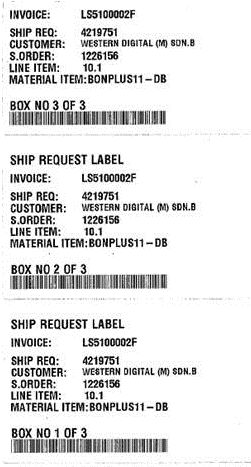 INVOICE: LS5100002F
SHIP REQ: 4219751
CUSTOMER: WESTERN DIGITAL (M) SDN.B
S.ORDER: 1226156
LINE ITEM: 10.1
MATERIAL ITEM:BONPLUS11-DB
BOX NO 3 OF 3
SHIP REQUEST LABEL
INVOICE: LS5100002F
SHIP REQ: 4219751
CUSTOMER: WESTERN DIGITAL (M) SDN.B
S.ORDER: 1226156
LINE ITEM: 10.1
MATERIAL ITEM:BONPLUS11-DB
BOX NO 2 OF 3
SHIP REQUEST LABEL
INVOICE: LS5100002F
SHIP REQ: 4219751
CUSTOMER: WESTERN DIGITAL (M) SDN.B
S.ORDER: 1226156
LINE ITEM: 10.1
MATERIAL ITEM:BONPLUS11-DB
BOX NO 1 OF 3